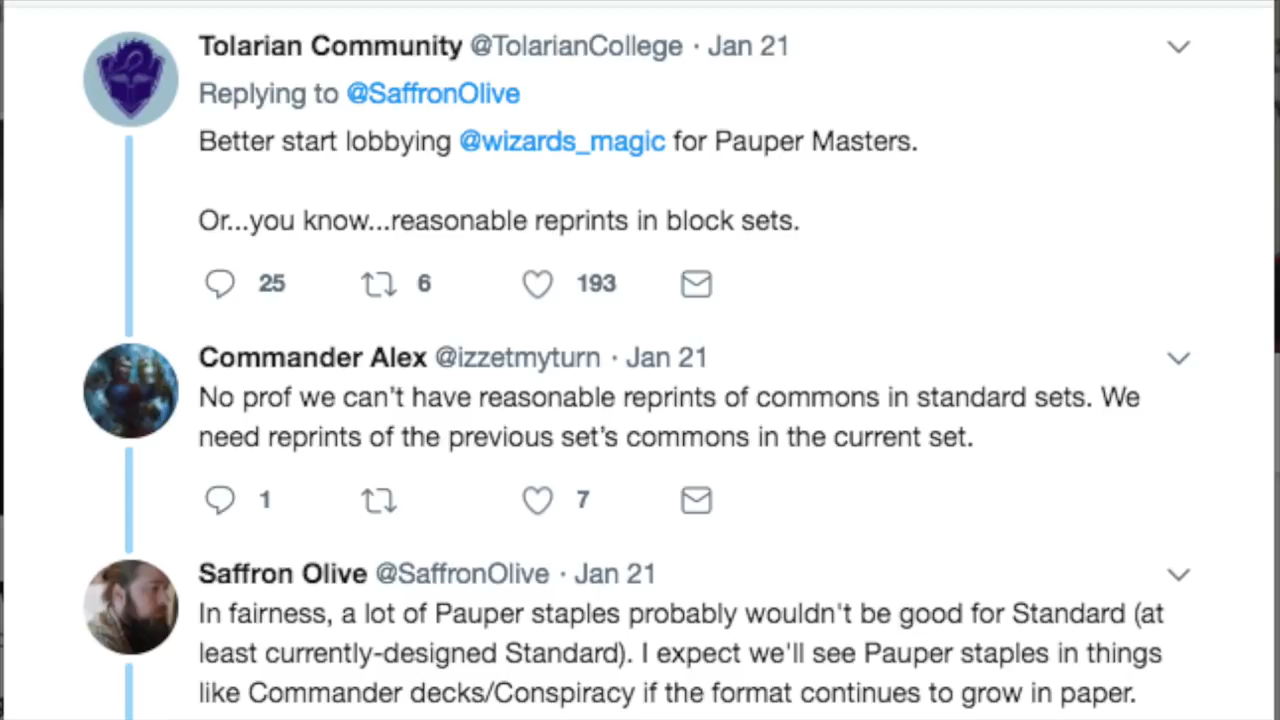 Tolarian Community @TolarianCollege · Jan 21
Replying to @SaffronOlive
Better start lobbying @wizards_magic for Pauper Masters.
Or...you know...reasonable reprints in block sets.
25 6 193
Commander Alex @izzetmyturn · Jan 21
No prof we can't have reasonable reprints of commons in standard sets. We
need reprints of the previous set's commons in the current set.
1 7
Saffron Olive @SaffronOlive · Jan 21
In fairness, a lot of Pauper staples probably wouldn't be good for Standard (at
least currently-designed Standard). I expect we'll see Pauper staples in things
like Commander decks/Conspiracy if the format continues to grow in paper.